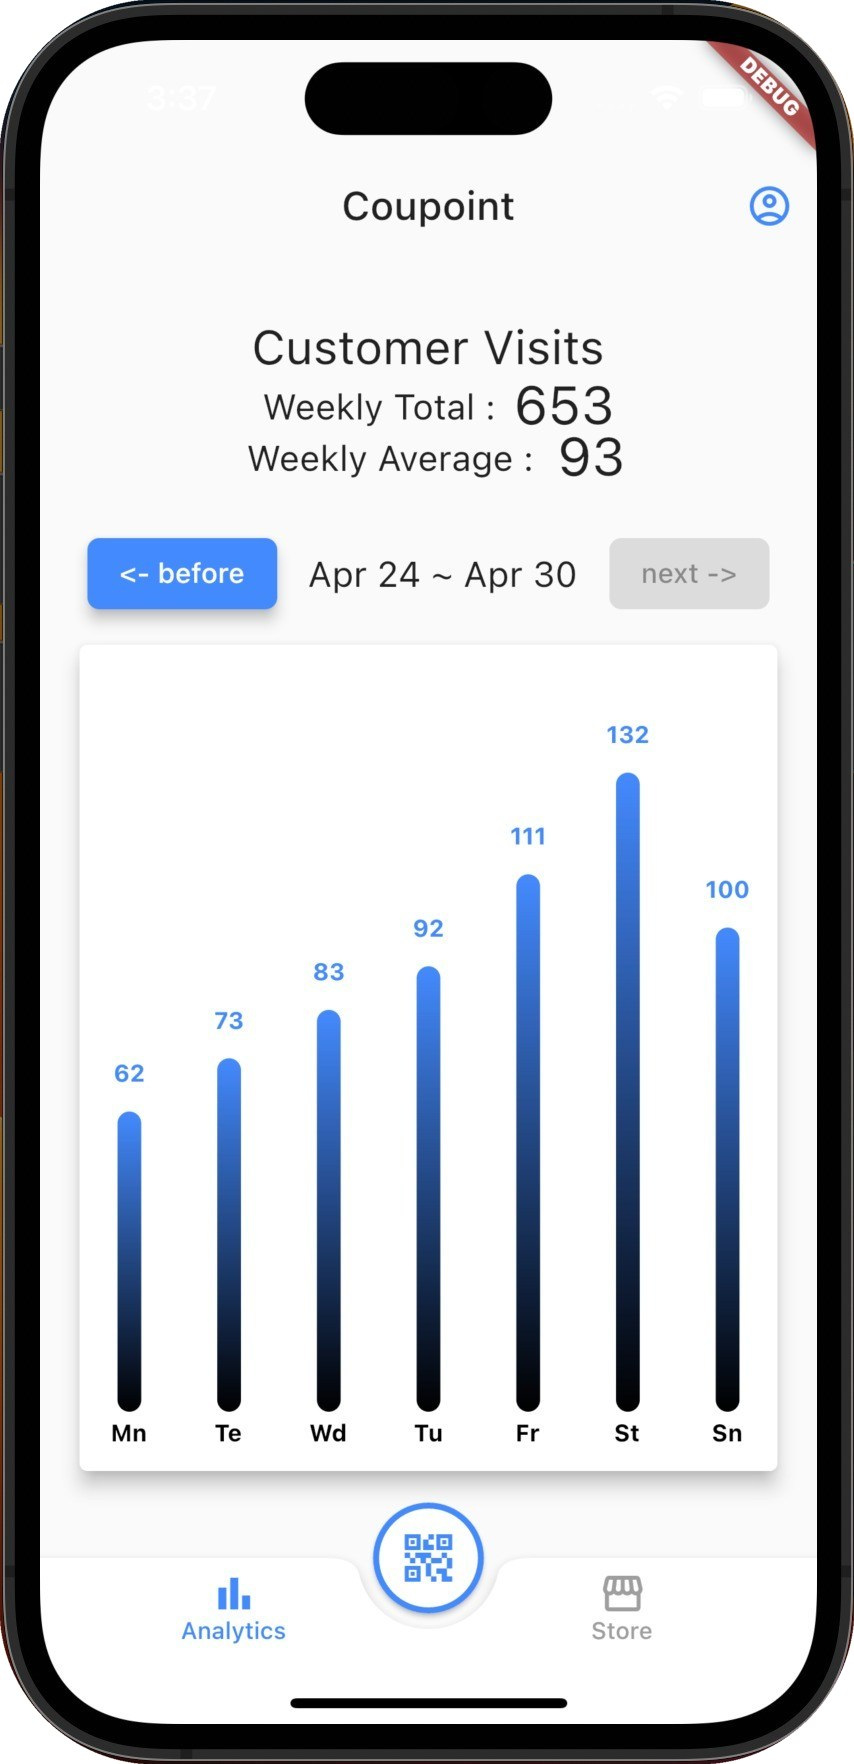 3:37
DEBUG
Coupoint
Customer Visits
Weekly Total : 653
Weekly Average : 93
<- before Apr 24 ~ Apr 30 next ->
132
111
100
92
83
73
62
Mn Te Wd Tu Fr St Sn
Analytics Store